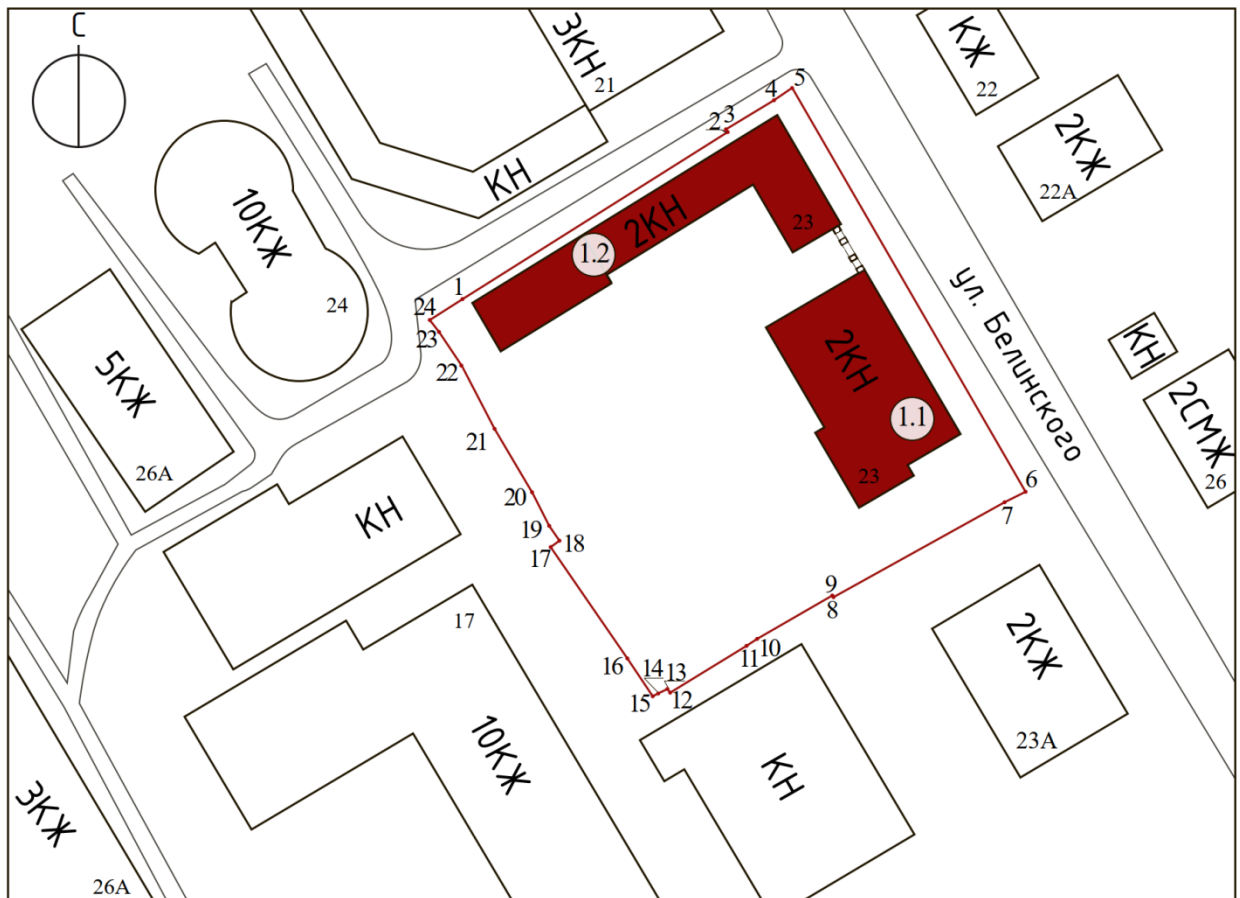 С
3КН
21
КЖ
22
2КЖ
22А
10КЖ
24
КН
5
4
3
2
2КН
23
1.2
1
24
23
22
21
20
19
18
17
16
15
14
13
12
11
10
9
8
7
6
ул. Белинского
КН
2СМЖ
26
2КН
1.1
23
5КЖ
26А
КН
17
10КЖ
2КЖ
23А
КН
3КЖ
26А